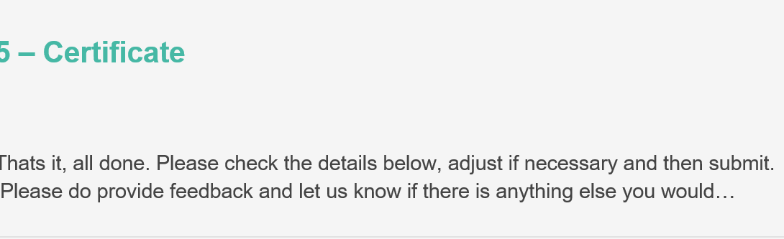 5 – Certificate
Thats it, all done. Please check the details below, adjust if necessary and then submit.
Please do provide feedback and let us know if there is anything else you would…